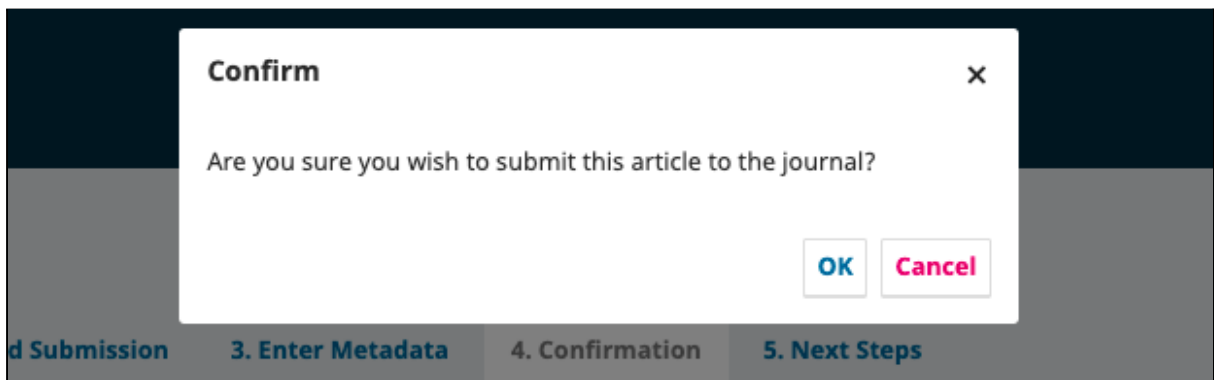 Confirm
×
Are you sure you wish to submit this article to the journal?
OK Cancel
d Submission 3. Enter Metadata 4. Confirmation 5. Next Steps